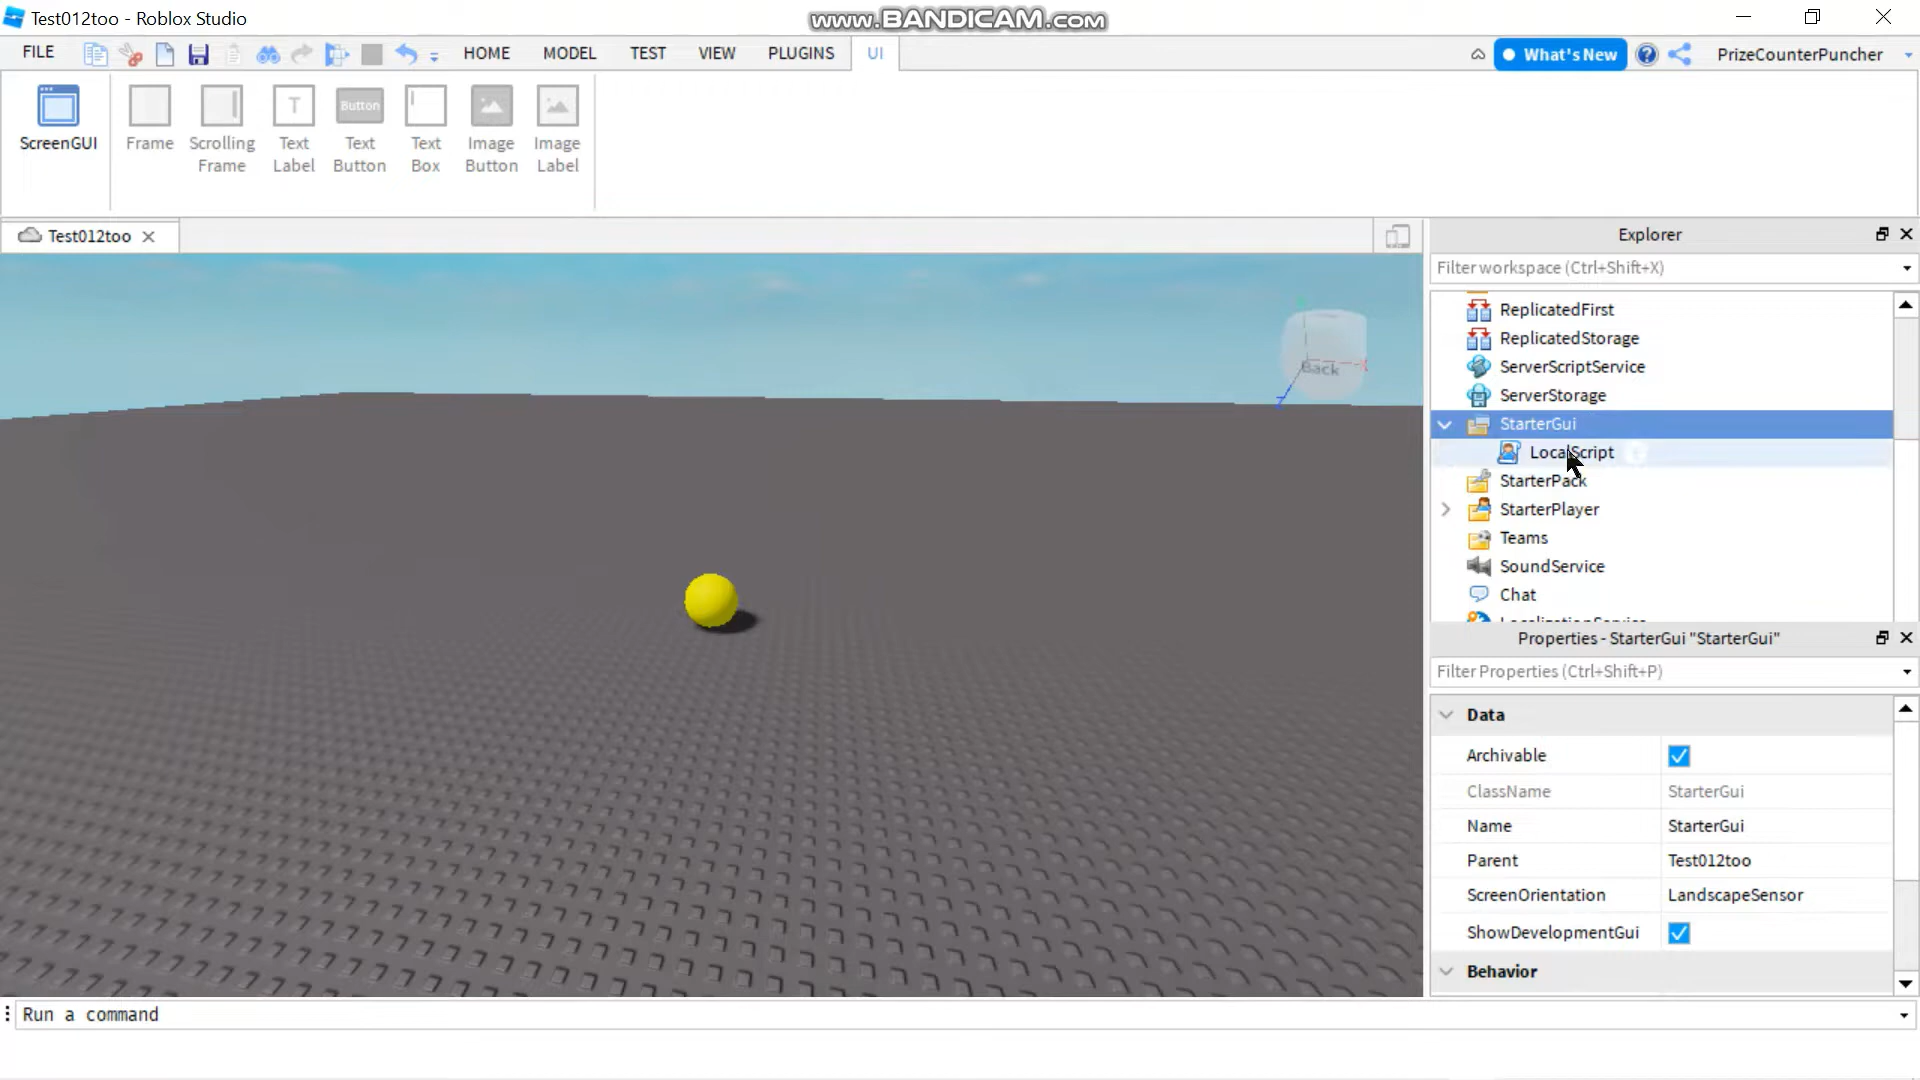 Test012too - Roblox Studio
www.BANDICAM.com
FILE
HOME
MODEL
TEST
VIEW
PLUGINS
UI
What's New
PrizeCounterPuncher
ScreenGUI
Frame
Scrolling
Frame
T
Text
Label
Button
Text
Button
Text
Box
Image
Button
Image
Label
Test012too
Explorer
Filter workspace (Ctrl+Shift+X)
ReplicatedFirst
ReplicatedStorage
ServerScriptService
ServerStorage
StarterGui
LocalScript
StarterPack
StarterPlayer
Teams
SoundService
Chat
LocalizationService
Back
X
Properties - StarterGui "StarterGui"
Filter Properties (Ctrl+Shift+P)
Data
Archivable
ClassName StarterGui
Name StarterGui
Parent Test012too
ScreenOrientation LandscapeSensor
ShowDevelopmentGui
Behavior
Run a command